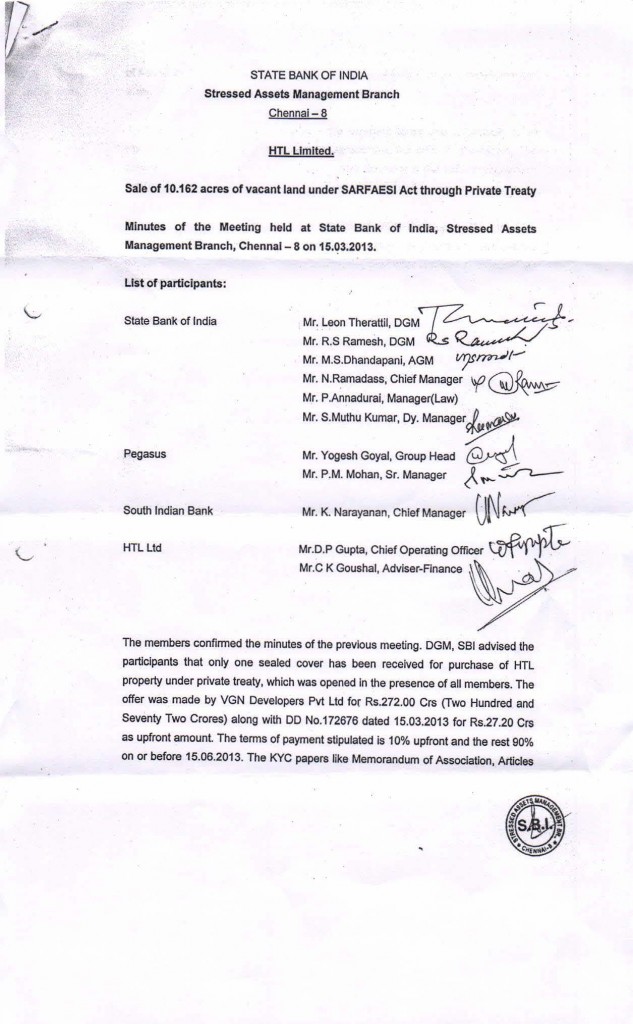 STATE BANK OF INDIA
Stressed Assets Management Branch
Chennai – 8
HTL Limited.
Sale of 10.162 acres of vacant land under SARFAESI Act through Private Treaty
Minutes of the Meeting held at State Bank of India, Stressed Assets
Management Branch, Chennai – 8 on 15.03.2013.
List of participants:
State Bank of India Mr. Leon Therattil, DGM
Mr. R.S Ramesh, DGM Rs Ramesh
Mr. M.S.Dhandapani, AGM
Mr. N.Ramadass, Chief Manager
Mr. P.Annadurai, Manager(Law)
Mr. S.Muthu Kumar, Dy. Manager
Pegasus Mr. Yogesh Goyal, Group Head
Mr. P.M. Mohan, Sr. Manager
South Indian Bank Mr. K. Narayanan, Chief Manager
HTL Ltd Mr.D.P Gupta, Chief Operating Officer
Mr.C K Goushal, Adviser-Finance
The members confirmed the minutes of the previous meeting. DGM, SBI advised the
participants that only one sealed cover has been received for purchase of HTL
property under private treaty, which was opened in the presence of all members. The
offer was made by VGN Developers Pvt Ltd for Rs.272.00 Crs (Two Hundred and
Seventy Two Crores) along with DD No.172676 dated 15.03.2013 for Rs.27.20 Crs
as upfront amount. The terms of payment stipulated is 10% upfront and the rest 90%
on or before 15.06.2013. The KYC papers like Memorandum of Association, Articles
STRESSED ASSETS MANAGEMENT BR.
S.B.I.
CHENNAI-8